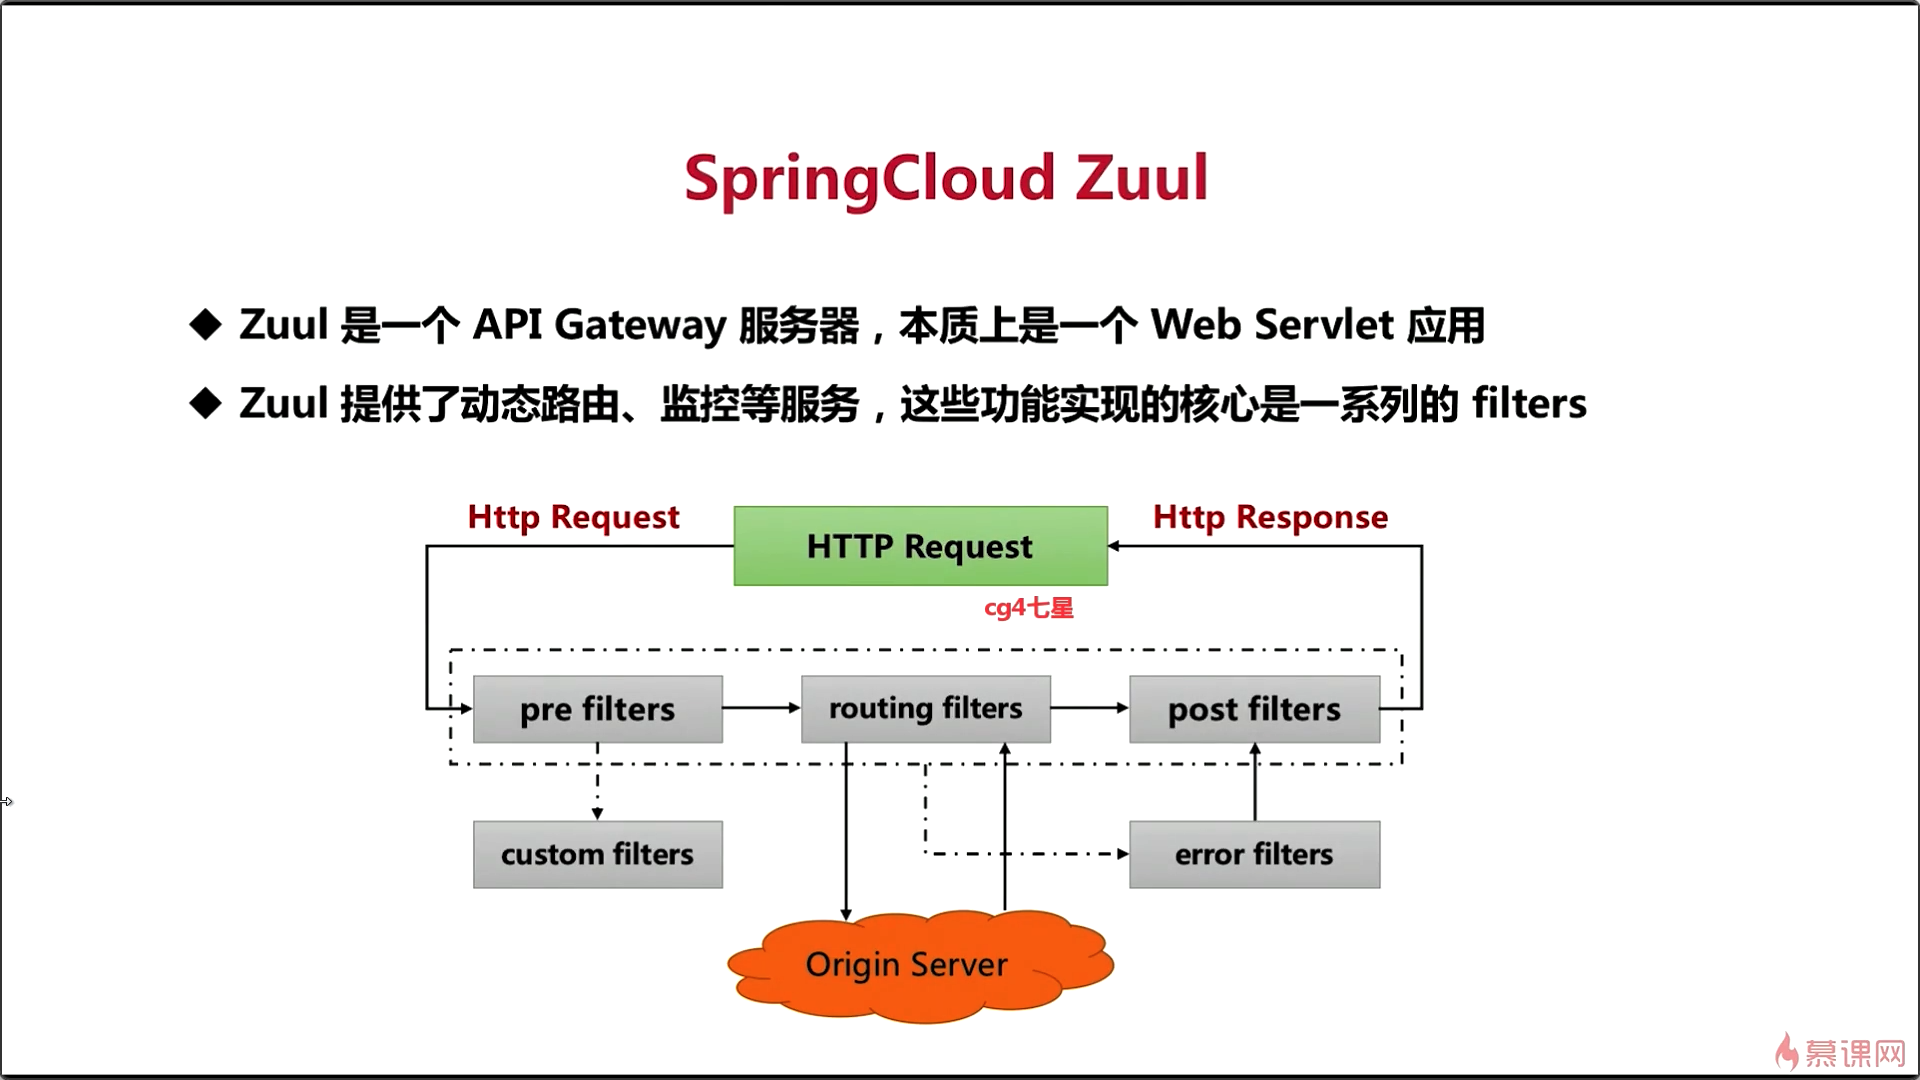 SpringCloud Zuul
◆ Zuul 是一个 API Gateway 服务器，本质上是一个 Web Servlet 应用
◆ Zuul 提供了动态路由、监控等服务，这些功能实现的核心是一系列的 filters
Http Request
HTTP Request
Http Response
cg4七星
pre filters
routing filters
post filters
custom filters
error filters
Origin Server
慕课网